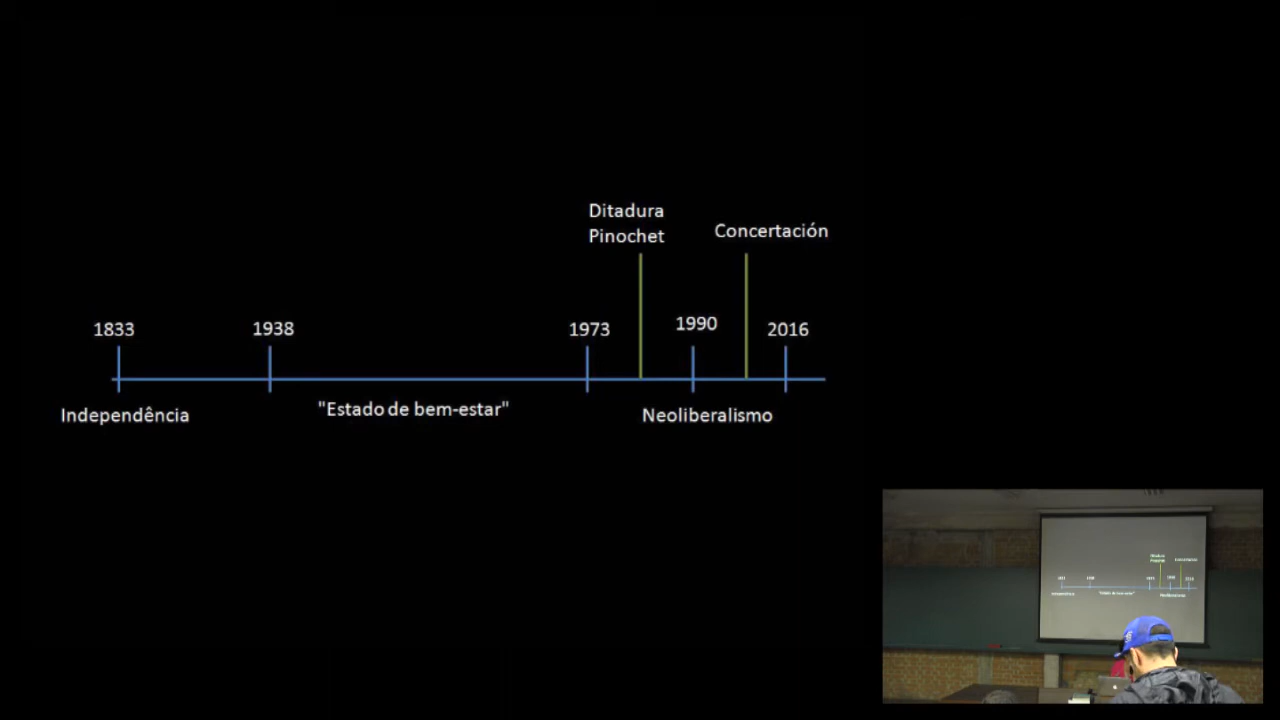 Ditadura
Pinochet
Concertación
1833
1938
1973
1990
2016
Independência
"Estado de bem-estar"
Neoliberalismo